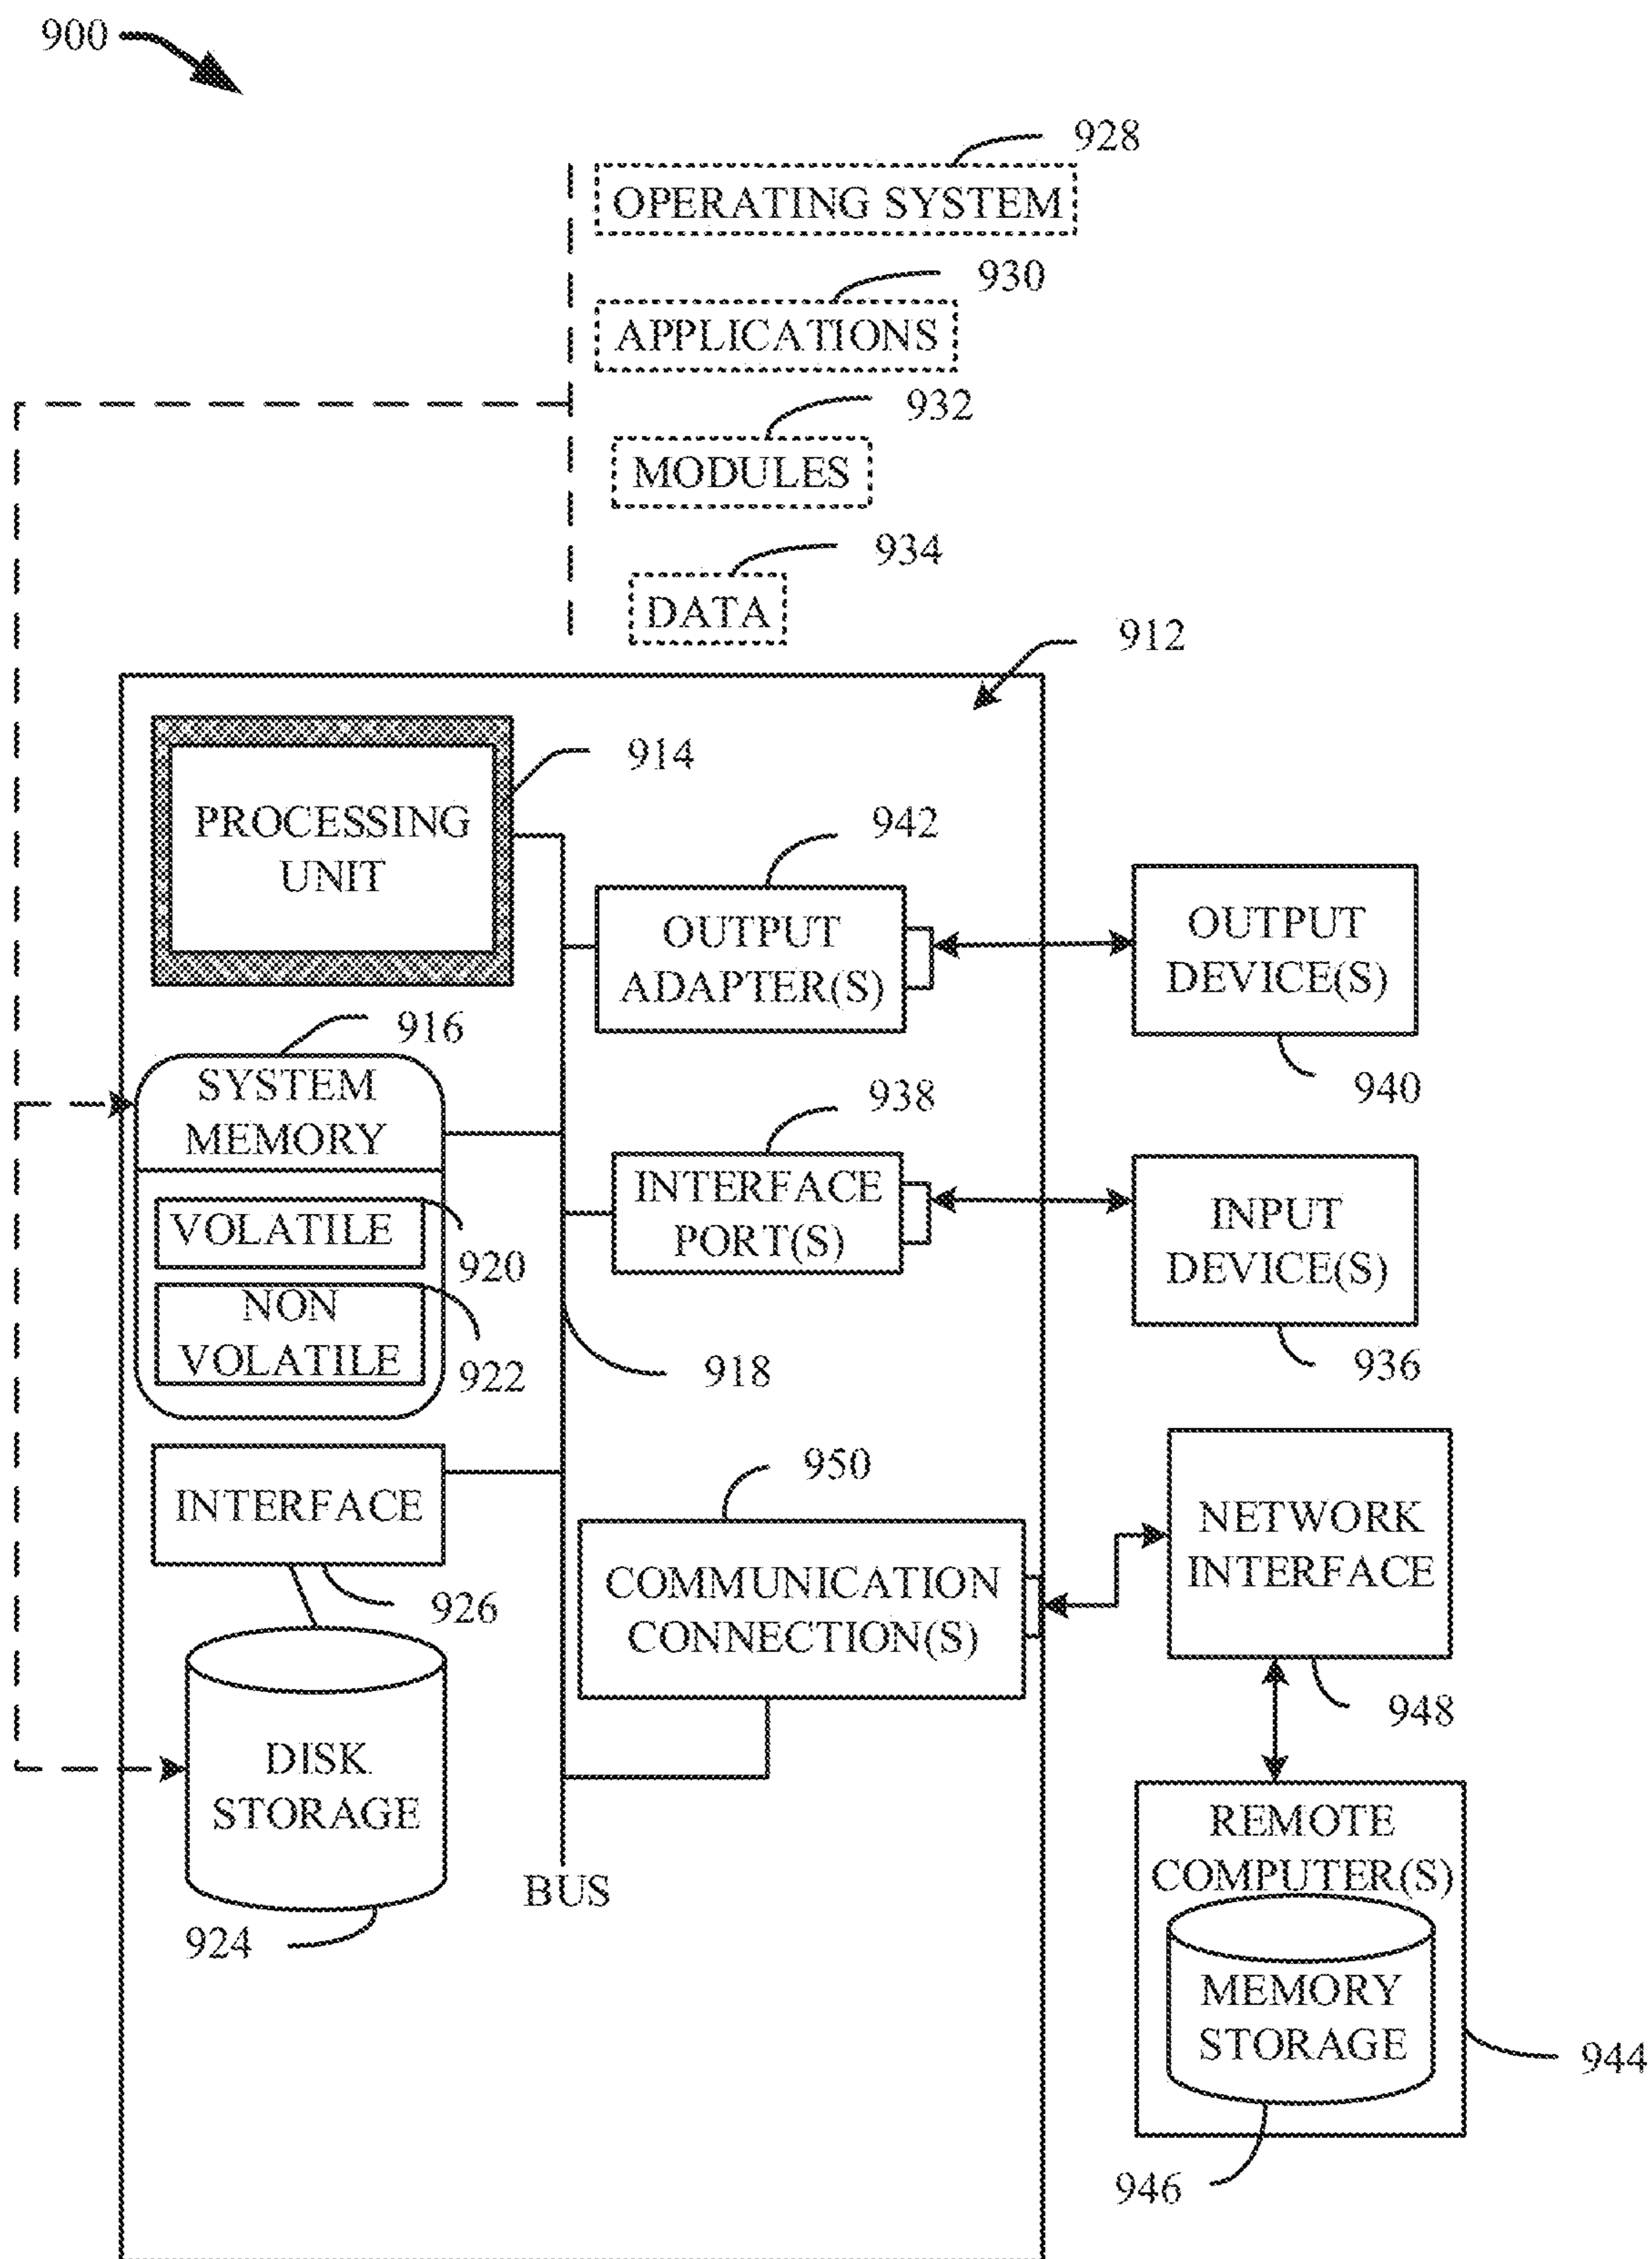 900
928
OPERATING SYSTEM
930
APPLICATIONS
932
MODULES
934
DATA
912
914
PROCESSING
UNIT
942
OUTPUT
ADAPTER(S)
OUTPUT
DEVICE(S)
940
916
SYSTEM
MEMORY
938
INTERFACE
PORT(S)
INPUT
DEVICE(S)
936
VOLATILE
920
NON
VOLATILE
922
918
INTERFACE
926
950
COMMUNICATION
CONNECTION(S)
NETWORK
INTERFACE
948
DISK
STORAGE
924
BUS
REMOTE
COMPUTER(S)
MEMORY
STORAGE
944
946